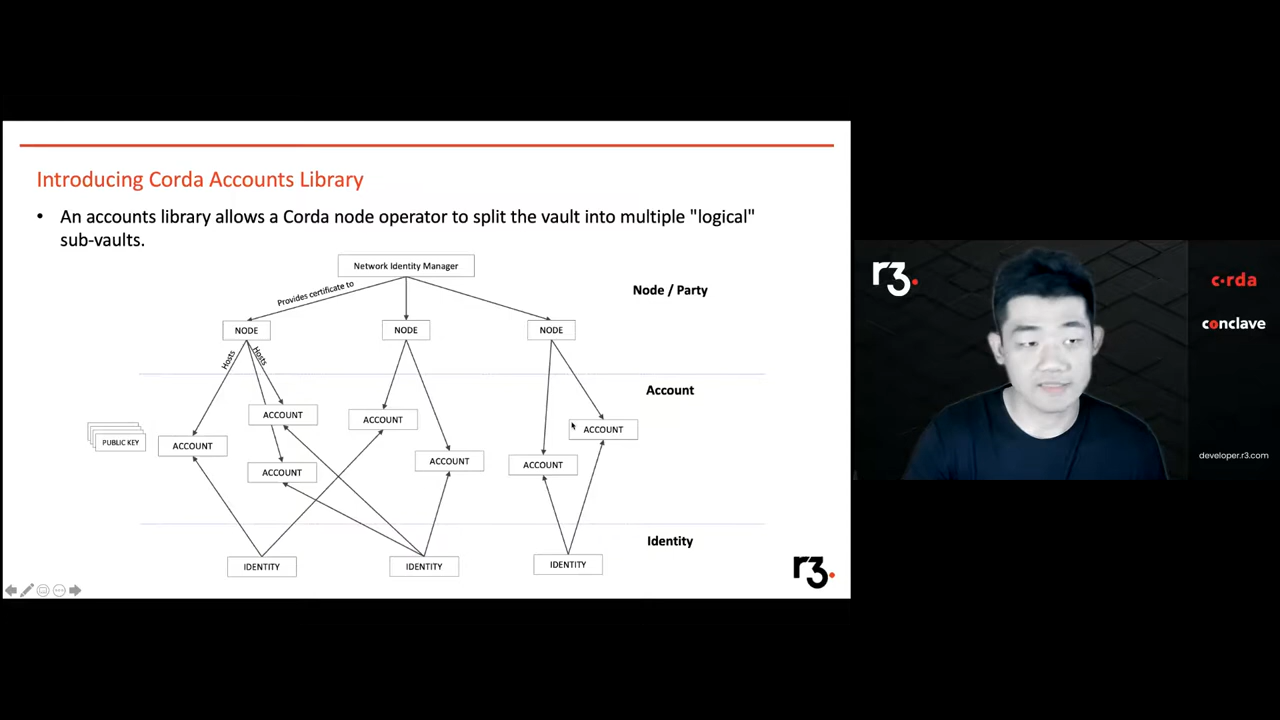 Introducing Corda Accounts Library
• An accounts library allows a Corda node operator to split the vault into multiple "logical"
sub-vaults.
Network Identity Manager
Provides certificate to
Node / Party
NODE
NODE
NODE
Hosts
Hosts
Account
ACCOUNT
ACCOUNT
ACCOUNT
PUBLIC KEY
ACCOUNT
ACCOUNT
ACCOUNT
ACCOUNT
Identity
IDENTITY
IDENTITY
IDENTITY
r3.
r3.
c·rda
conclave
developer.r3.com